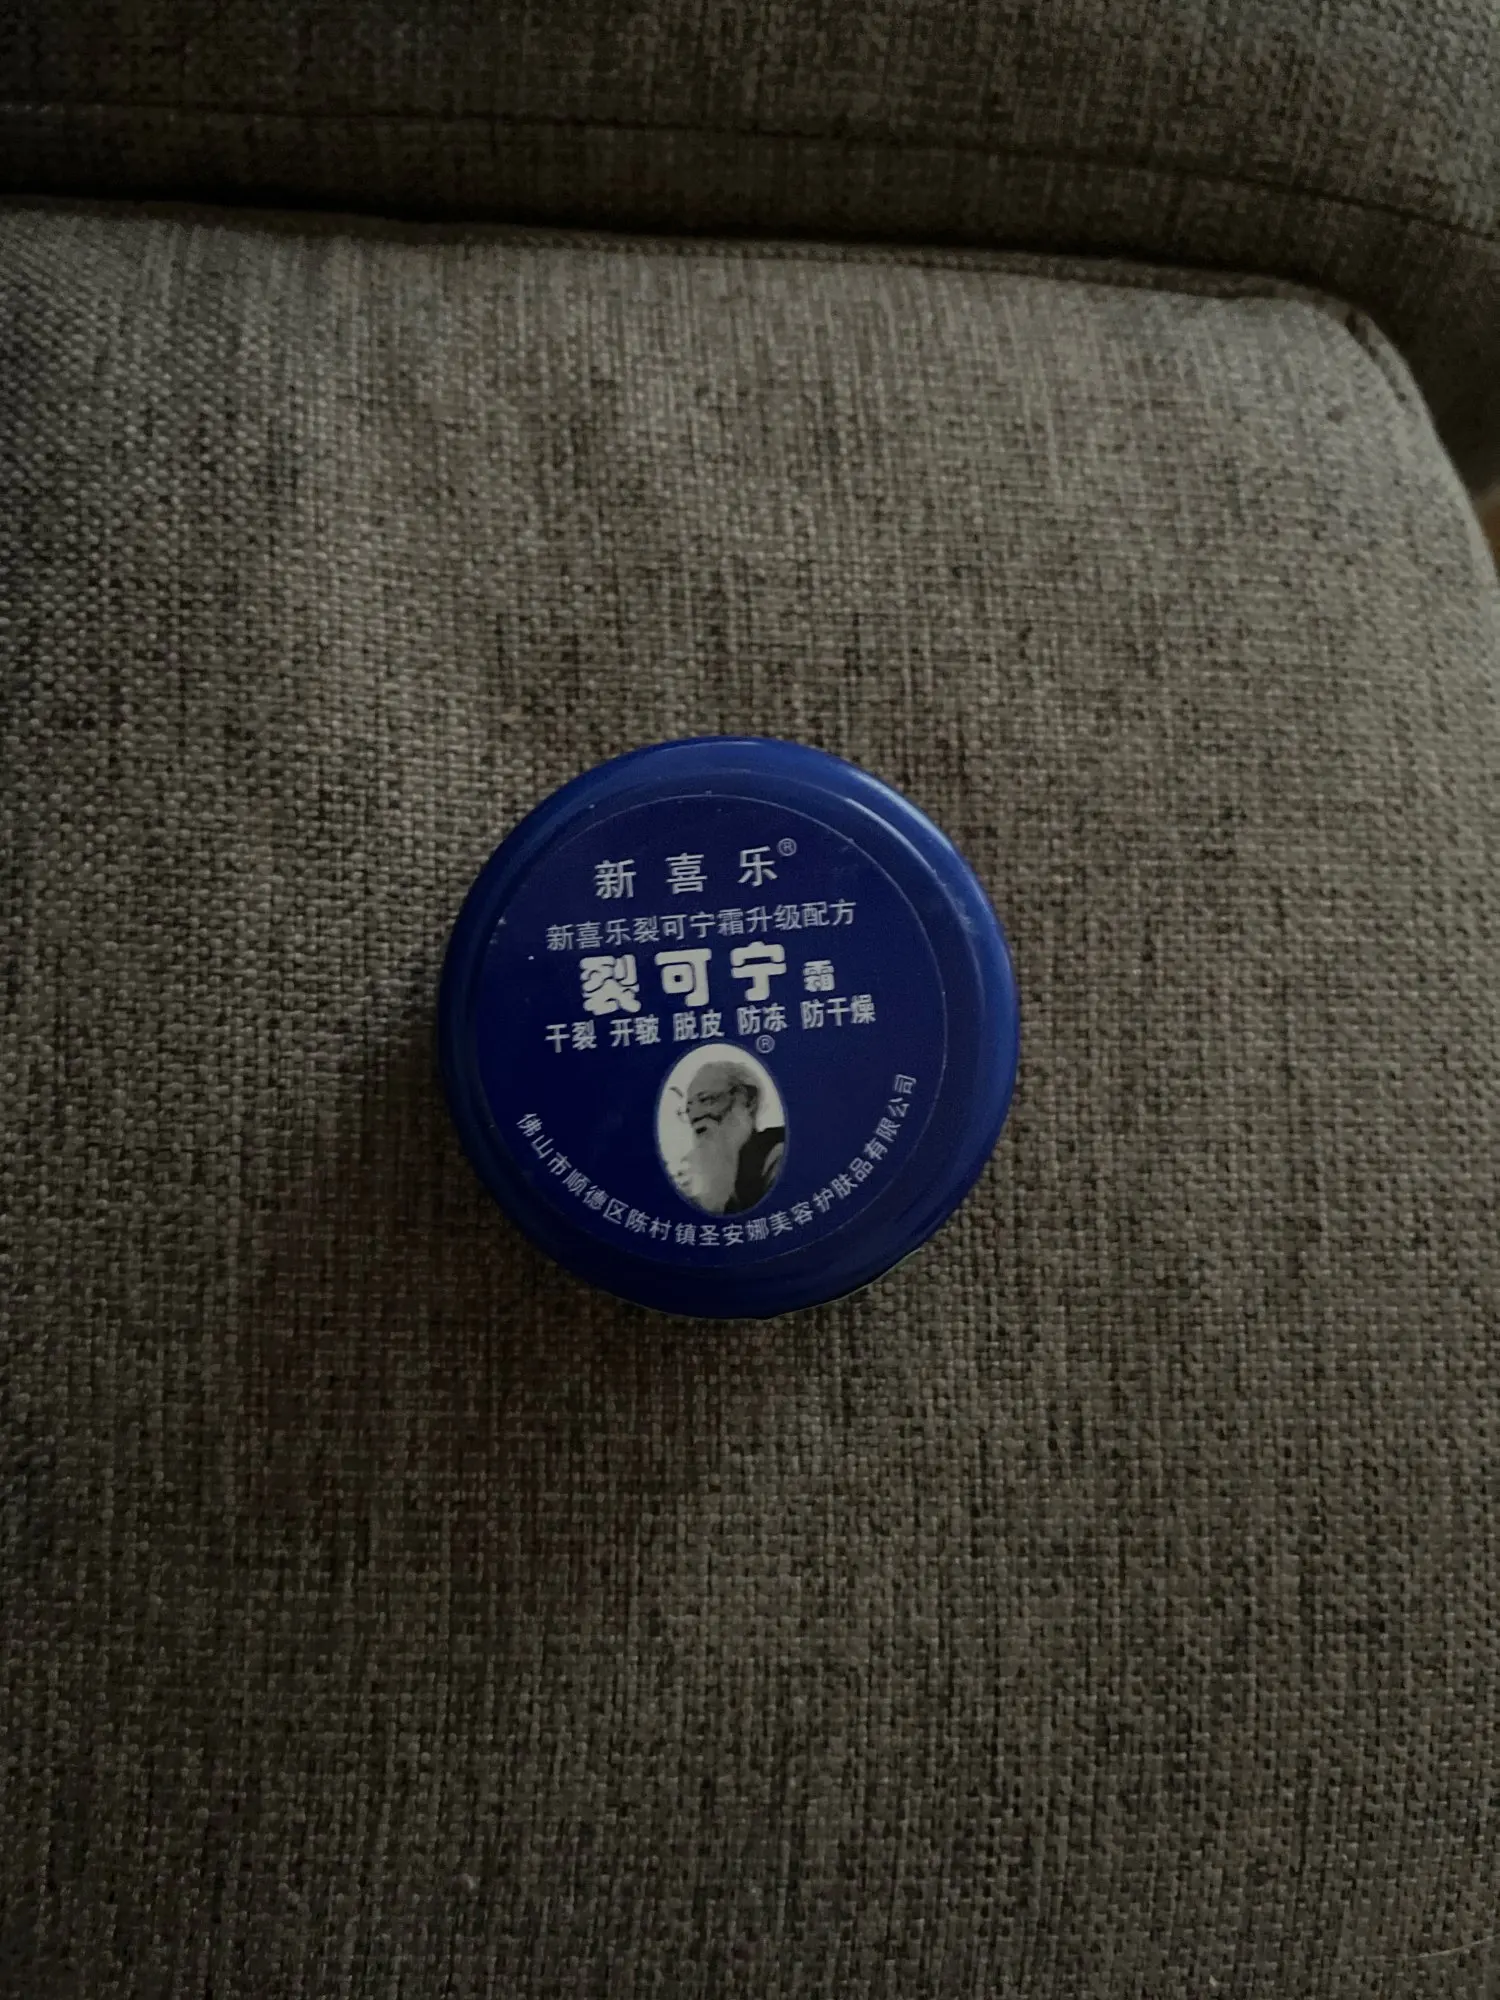 新喜乐®
新喜乐裂可宁霜升级配方
裂可宁霜
干裂 开皲 脱皮 防冻 防干燥
®
佛山市顺德区陈村镇圣安娜美容护肤品有限公司